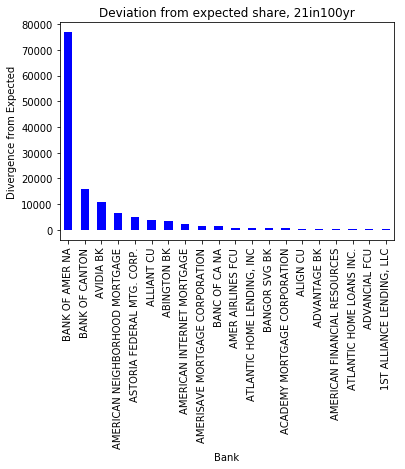 Deviation from expected share, 21in100yr
Divergence from Expected
80000
70000
60000
50000
40000
30000
20000
10000
0
BANK OF AMER NA
BANK OF CANTON
AVIDIA BK
AMERICAN NEIGHBORHOOD MORTGAGE
ASTORIA FEDERAL MTG. CORP.
ALLIANT CU
ABINGTON BK
AMERICAN INTERNET MORTGAGE
AMERISAVE MORTGAGE CORPORATION
BANC OF CA NA
AMER AIRLINES FCU
ATLANTIC HOME LENDING, INC
BANGOR SVG BK
ACADEMY MORTGAGE CORPORATION
ALIGN CU
ADVANTAGE BK
AMERICAN FINANCIAL RESOURCES
ATLANTIC HOME LOANS INC.
ADVANCIAL FCU
1ST ALLIANCE LENDING, LLC
Bank